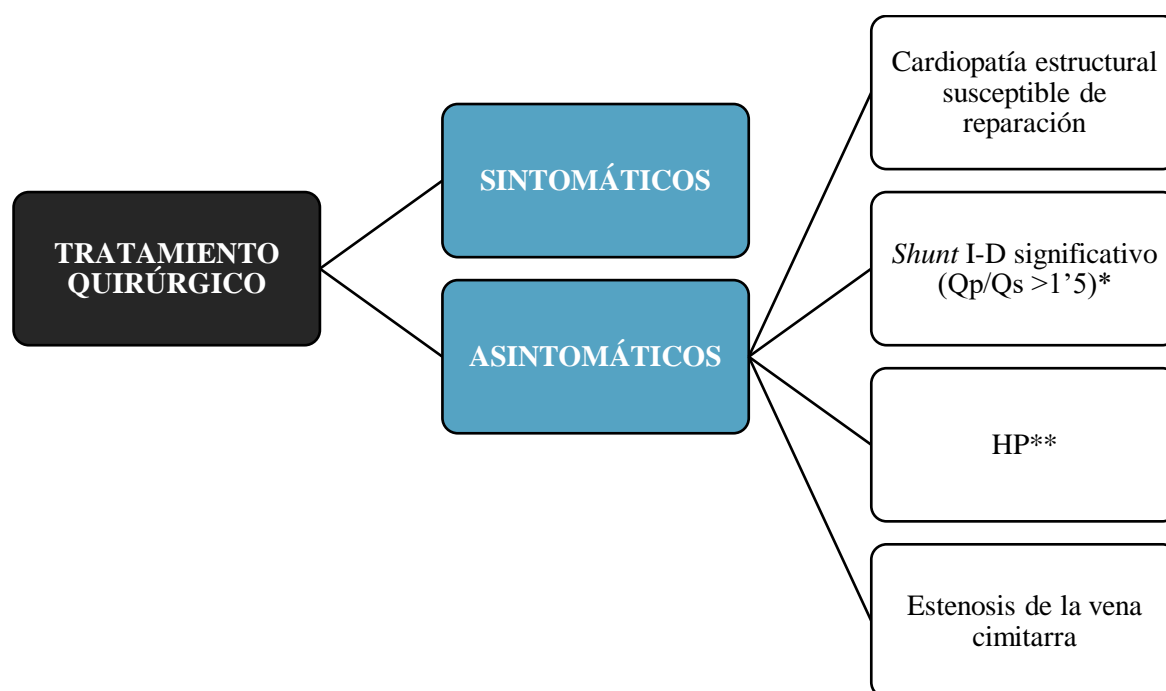 TRATAMIENTO
QUIRÚRGICO
SINTOMÁTICOS
ASINTOMÁTICOS
Cardiopatía estructural
susceptible de
reparación
Shunt I-D significativo
(Qp/Qs >1’5)*
HP**
Estenosis de la vena
cimitarra